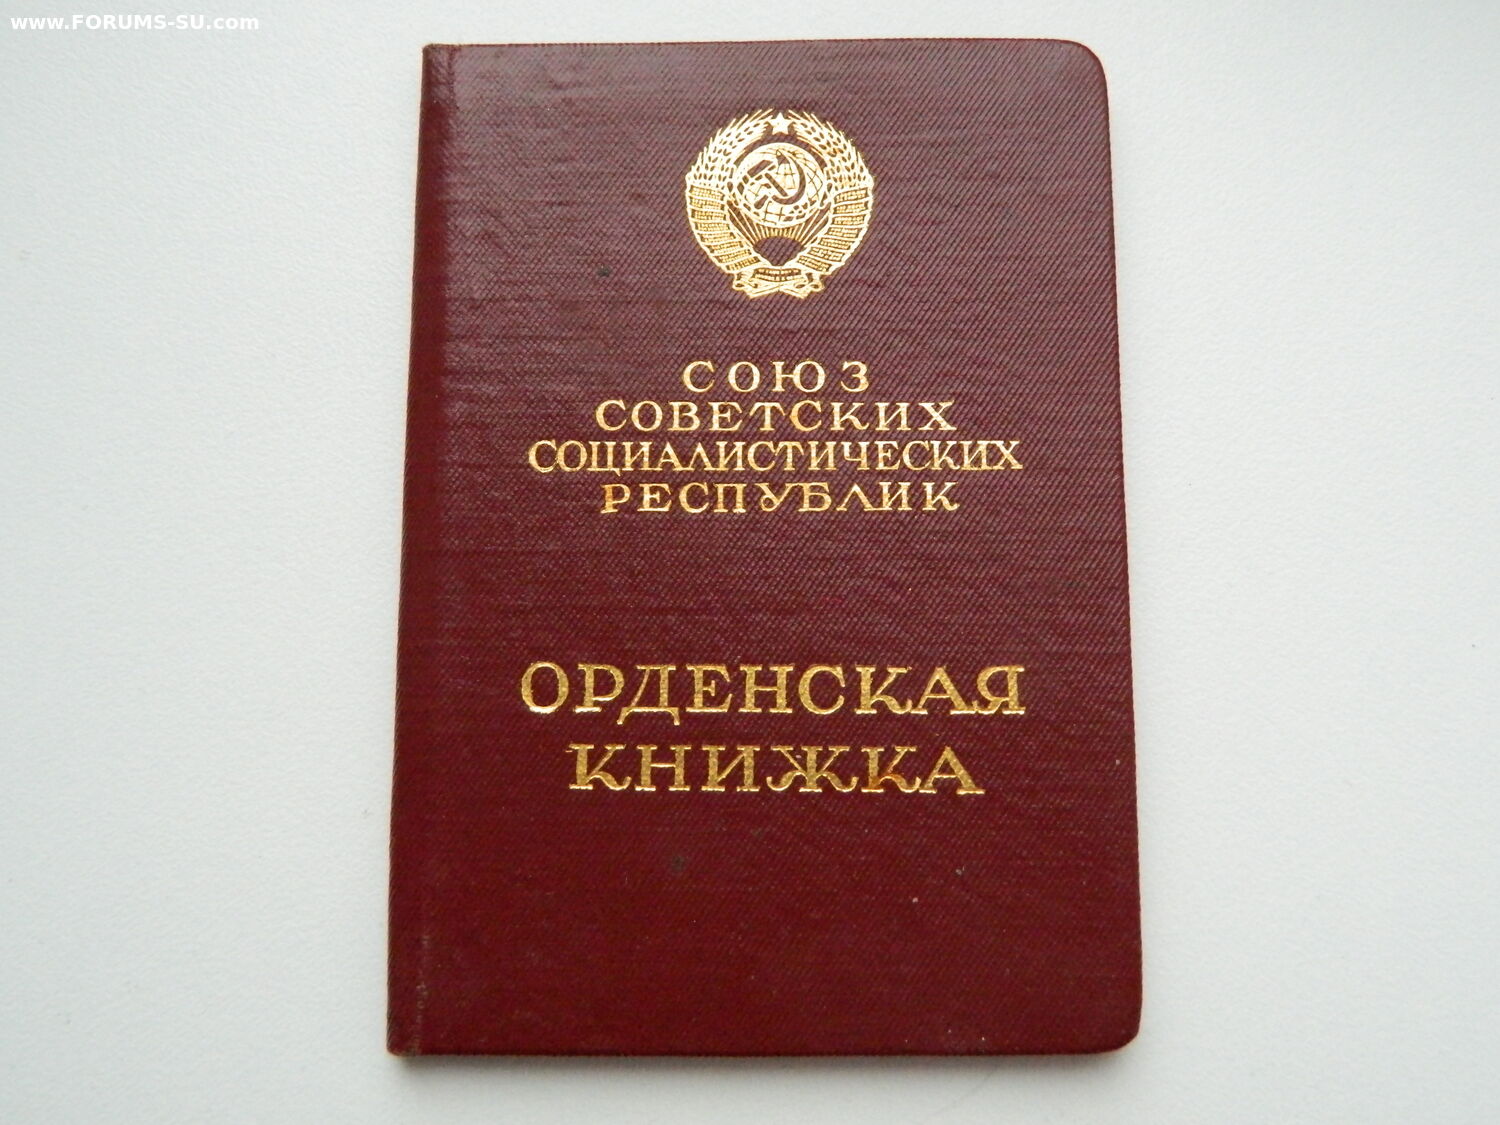 www.FORUMS-SU.com
СОЮЗ
СОВЕТСКИХ
СОЦИАЛИСТИЧЕСКИХ
РЕСПУБЛИК
ОРДЕНСКАЯ
КНИЖКА